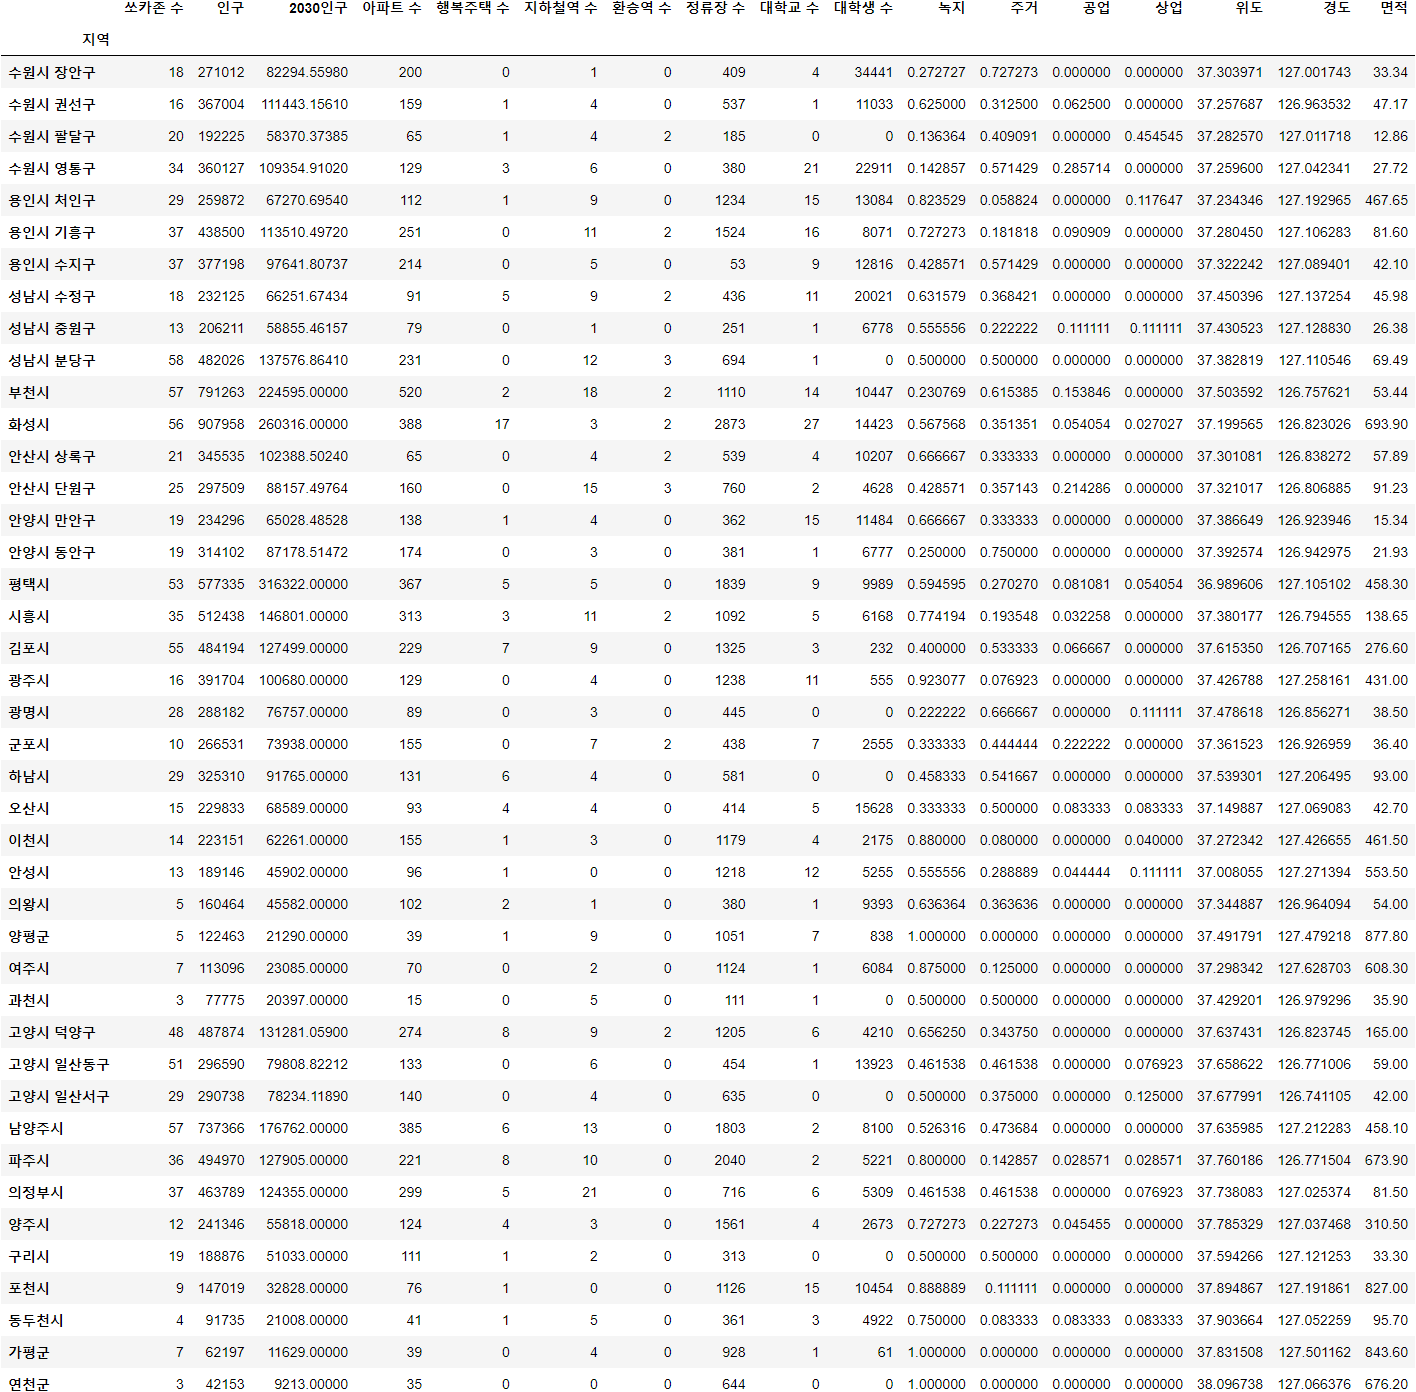 쏘카존 수 인구 2030인구 아파트 수 행복주택 수 지하철역 수 환승역 수 정류장 수 대학교 수 대학생 수 녹지 주거 공업 상업 위도 경도 면적
지역
수원시 장안구 18 271012 82294.55980 200 0 1 0 409 4 34441 0.272727 0.727273 0.000000 0.000000 37.303971 127.001743 33.34
수원시 권선구 16 367004 111443.15610 159 1 4 0 537 1 11033 0.625000 0.312500 0.062500 0.000000 37.257687 126.963532 47.17
수원시 팔달구 20 192225 58370.37385 65 1 4 2 185 0 0 0.136364 0.409091 0.000000 0.454545 37.282570 127.011718 12.86
수원시 영통구 34 360127 109354.91020 129 3 6 0 380 21 22911 0.142857 0.571429 0.285714 0.000000 37.259600 127.042341 27.72
용인시 처인구 29 259872 67270.69540 112 1 9 0 1234 15 13084 0.823529 0.058824 0.000000 0.117647 37.234346 127.192965 467.65
용인시 기흥구 37 438500 113510.49720 251 0 11 2 1524 16 8071 0.727273 0.181818 0.090909 0.000000 37.280450 127.106283 81.60
용인시 수지구 37 377198 97641.80737 214 0 5 0 53 9 12816 0.428571 0.571429 0.000000 0.000000 37.322242 127.089401 42.10
성남시 수정구 18 232125 66251.67434 91 5 9 2 436 11 20021 0.631579 0.368421 0.000000 0.000000 37.450396 127.137254 45.98
성남시 중원구 13 206211 58855.46157 79 0 1 0 251 1 6778 0.555556 0.222222 0.111111 0.111111 37.430523 127.128830 26.38
성남시 분당구 58 482026 137576.86410 231 0 12 3 694 1 0 0.500000 0.500000 0.000000 0.000000 37.382819 127.110546 69.49
부천시 57 791263 224595.00000 520 2 18 2 1110 14 10447 0.230769 0.615385 0.153846 0.000000 37.503592 126.757621 53.44
화성시 56 907958 260316.00000 388 17 3 2 2873 27 14423 0.567568 0.351351 0.054054 0.027027 37.199565 126.823026 693.90
안산시 상록구 21 345535 102388.50240 65 0 4 2 539 4 10207 0.666667 0.333333 0.000000 0.000000 37.301081 126.838272 57.89
안산시 단원구 25 297509 88157.49764 160 0 15 3 760 2 4628 0.428571 0.357143 0.214286 0.000000 37.321017 126.806885 91.23
안양시 만안구 19 234296 65028.48528 138 1 4 0 362 15 11484 0.666667 0.333333 0.000000 0.000000 37.386649 126.923946 15.34
안양시 동안구 19 314102 87178.51472 174 0 3 0 381 1 6777 0.250000 0.750000 0.000000 0.000000 37.392574 126.942975 21.93
평택시 53 577335 316322.00000 367 5 5 0 1839 9 9989 0.594595 0.270270 0.081081 0.054054 36.989606 127.105102 458.30
시흥시 35 512438 146801.00000 313 3 11 2 1092 5 6168 0.774194 0.193548 0.032258 0.000000 37.380177 126.794555 138.65
김포시 55 484194 127499.00000 229 7 9 0 1325 3 232 0.400000 0.533333 0.066667 0.000000 37.615350 126.707165 276.60
광주시 16 391704 100680.00000 129 0 4 0 1238 11 555 0.923077 0.076923 0.000000 0.000000 37.426788 127.258161 431.00
광명시 28 288182 76757.00000 89 0 3 0 445 0 0 0.222222 0.666667 0.000000 0.111111 37.478618 126.856271 38.50
군포시 10 266531 73938.00000 155 0 7 2 438 7 2555 0.333333 0.444444 0.222222 0.000000 37.361523 126.926959 36.40
하남시 29 325310 91765.00000 131 6 4 0 581 0 0 0.458333 0.541667 0.000000 0.000000 37.539301 127.206495 93.00
오산시 15 229833 68589.00000 93 4 4 0 414 5 15628 0.333333 0.500000 0.083333 0.083333 37.149887 127.069083 42.70
이천시 14 223151 62261.00000 155 1 3 0 1179 4 2175 0.880000 0.080000 0.000000 0.040000 37.272342 127.426655 461.50
안성시 13 189146 45902.00000 96 1 0 0 1218 12 5255 0.555556 0.288889 0.044444 0.111111 37.008055 127.271394 553.50
의왕시 5 160464 45582.00000 102 2 1 0 380 1 9393 0.636364 0.363636 0.000000 0.000000 37.344887 126.964094 54.00
양평군 5 122463 21290.00000 39 1 9 0 1051 7 838 1.000000 0.000000 0.000000 0.000000 37.491791 127.479218 877.80
여주시 7 113096 23085.00000 70 0 2 0 1124 1 6084 0.875000 0.125000 0.000000 0.000000 37.298342 127.628703 608.30
과천시 3 77775 20397.00000 15 0 5 0 111 1 0 0.500000 0.500000 0.000000 0.000000 37.429201 126.979296 35.90
고양시 덕양구 48 487874 131281.05900 274 8 9 2 1205 6 4210 0.656250 0.343750 0.000000 0.000000 37.637431 126.823745 165.00
고양시 일산동구 51 296590 79808.82212 133 0 6 0 454 1 13923 0.461538 0.461538 0.000000 0.076923 37.658622 126.771006 59.00
고양시 일산서구 29 290738 78234.11890 140 0 4 0 635 0 0 0.500000 0.375000 0.000000 0.125000 37.677991 126.741105 42.00
남양주시 57 737366 176762.00000 385 6 13 0 1803 2 8100 0.526316 0.473684 0.000000 0.000000 37.635985 127.212283 458.10
파주시 36 494970 127905.00000 221 8 10 0 2040 2 5221 0.800000 0.142857 0.028571 0.028571 37.760186 126.771504 673.90
의정부시 37 463789 124355.00000 299 5 21 0 716 6 5309 0.461538 0.461538 0.000000 0.076923 37.738083 127.025374 81.50
양주시 12 241346 55818.00000 124 4 3 0 1561 4 2673 0.727273 0.227273 0.045455 0.000000 37.785329 127.037468 310.50
구리시 19 188876 51033.00000 111 1 2 0 313 0 0 0.500000 0.500000 0.000000 0.000000 37.594266 127.121253 33.30
포천시 9 147019 32828.00000 76 1 0 0 1126 15 10454 0.888889 0.111111 0.000000 0.000000 37.894867 127.191861 827.00
동두천시 4 91735 21008.00000 41 1 5 0 361 3 4922 0.750000 0.083333 0.083333 0.083333 37.903664 127.052259 95.70
가평군 7 62197 11629.00000 39 0 4 0 928 1 61 1.000000 0.000000 0.000000 0.000000 37.831508 127.501162 843.60
연천군 3 42153 9213.00000 35 0 0 0 644 0 0 1.000000 0.000000 0.000000 0.000000 38.096738 127.066376 676.20